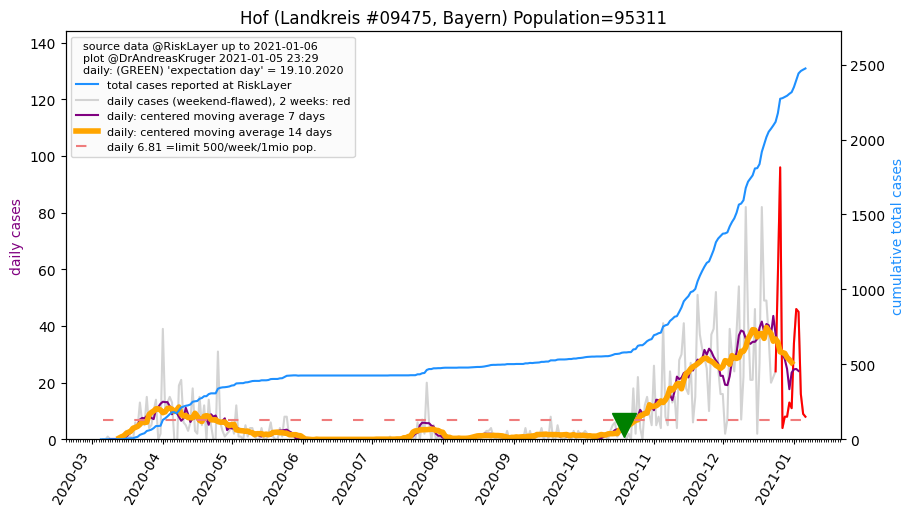 Hof (Landkreis #09475, Bayern) Population=95311
source data @RiskLayer up to 2021-01-06
plot @DrAndreasKruger 2021-01-05 23:29
daily: (GREEN) 'expectation day' = 19.10.2020
total cases reported at RiskLayer
daily cases (weekend-flawed), 2 weeks: red
daily: centered moving average 7 days
daily: centered moving average 14 days
daily 6.81 =limit 500/week/1mio pop.
daily cases
140
120
100
80
60
40
20
0
cumulative total cases
2500
2000
1500
1000
500
0
2020-03
2020-04
2020-05
2020-06
2020-07
2020-08
2020-09
2020-10
2020-11
2020-12
2021-01